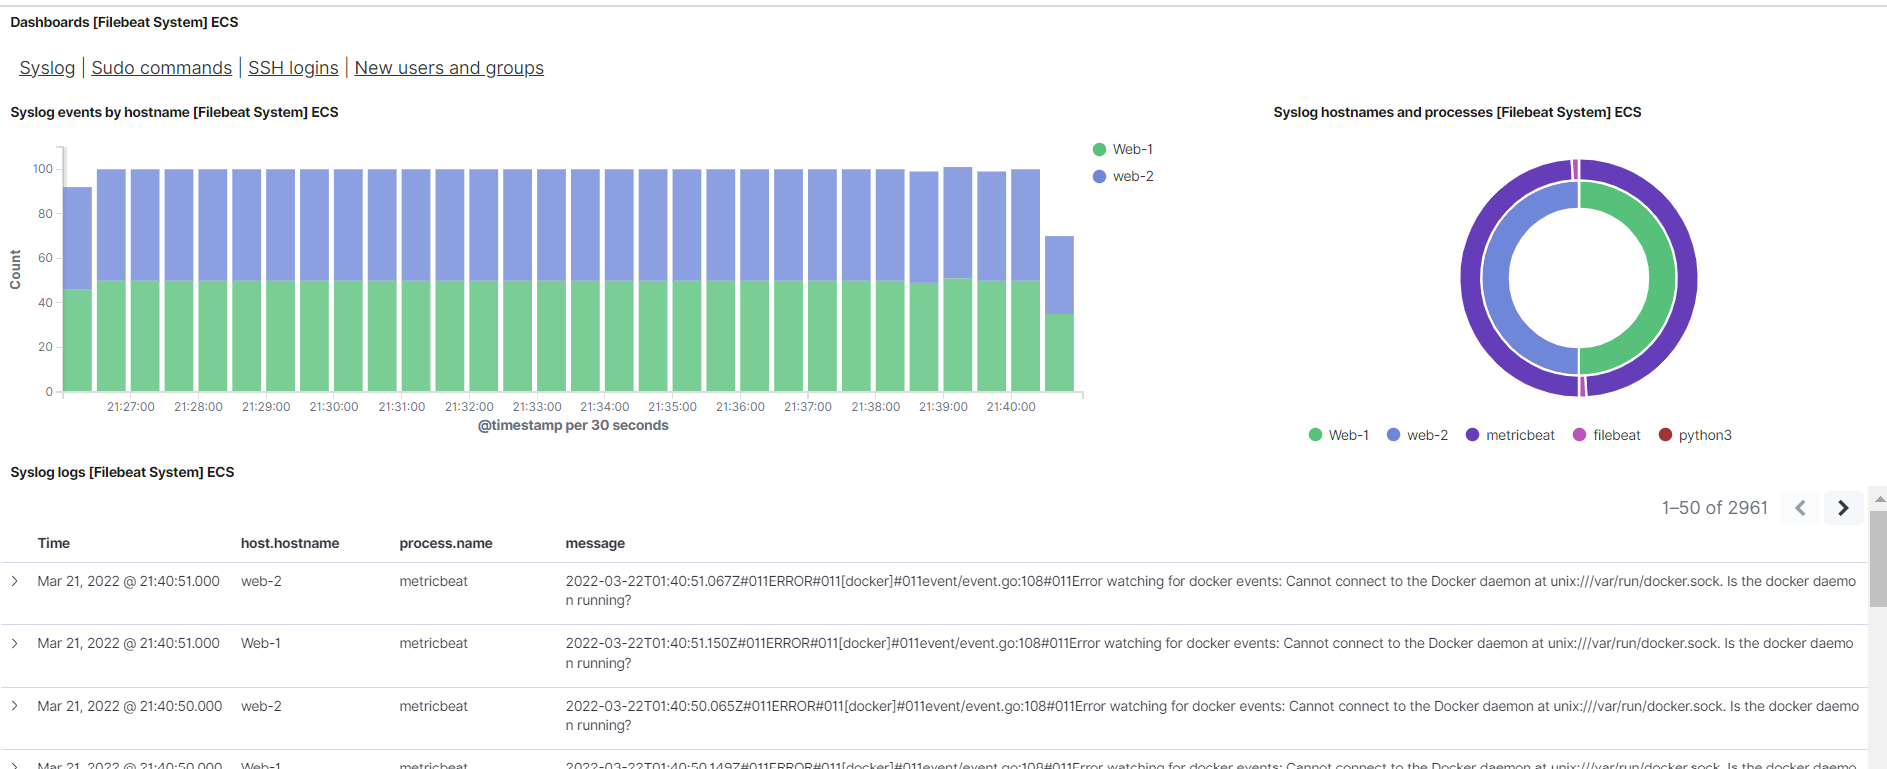 Dashboards [Filebeat System] ECS
Syslog | Sudo commands | SSH logins | New users and groups
Syslog events by hostname [Filebeat System] ECS
Count
100
80
60
40
20
0
21:27:00 21:28:00 21:29:00 21:30:00 21:31:00 21:32:00 21:33:00 21:34:00 21:35:00 21:36:00 21:37:00 21:38:00 21:39:00 21:40:00
@timestamp per 30 seconds
Web-1
web-2
Syslog hostnames and processes [Filebeat System] ECS
Web-1 web-2 metricbeat filebeat python3
Syslog logs [Filebeat System] ECS
1–50 of 2961
Time host.hostname process.name message
Mar 21, 2022 @ 21:40:51.000 web-2 metricbeat 2022-03-22T01:40:51.067Z#011ERROR#011[docker]#011event/event.go:108#011Error watching for docker events: Cannot connect to the Docker daemon at unix:///var/run/docker.sock. Is the docker daemo
n running?
Mar 21, 2022 @ 21:40:51.000 Web-1 metricbeat 2022-03-22T01:40:51.150Z#011ERROR#011[docker]#011event/event.go:108#011Error watching for docker events: Cannot connect to the Docker daemon at unix:///var/run/docker.sock. Is the docker daemo
n running?
Mar 21, 2022 @ 21:40:50.000 web-2 metricbeat 2022-03-22T01:40:50.065Z#011ERROR#011[docker]#011event/event.go:108#011Error watching for docker events: Cannot connect to the Docker daemon at unix:///var/run/docker.sock. Is the docker daemo
n running?
Mar 21, 2022 @ 21:40:50.000 Web-1 metricbeat 2022-03-22T01:40:50.149Z#011ERROR#011[docker]#011event/event.go:108#011Error watching for docker events: Cannot connect to the Docker daemon at unix:///var/run/docker.sock. Is the docker daemo